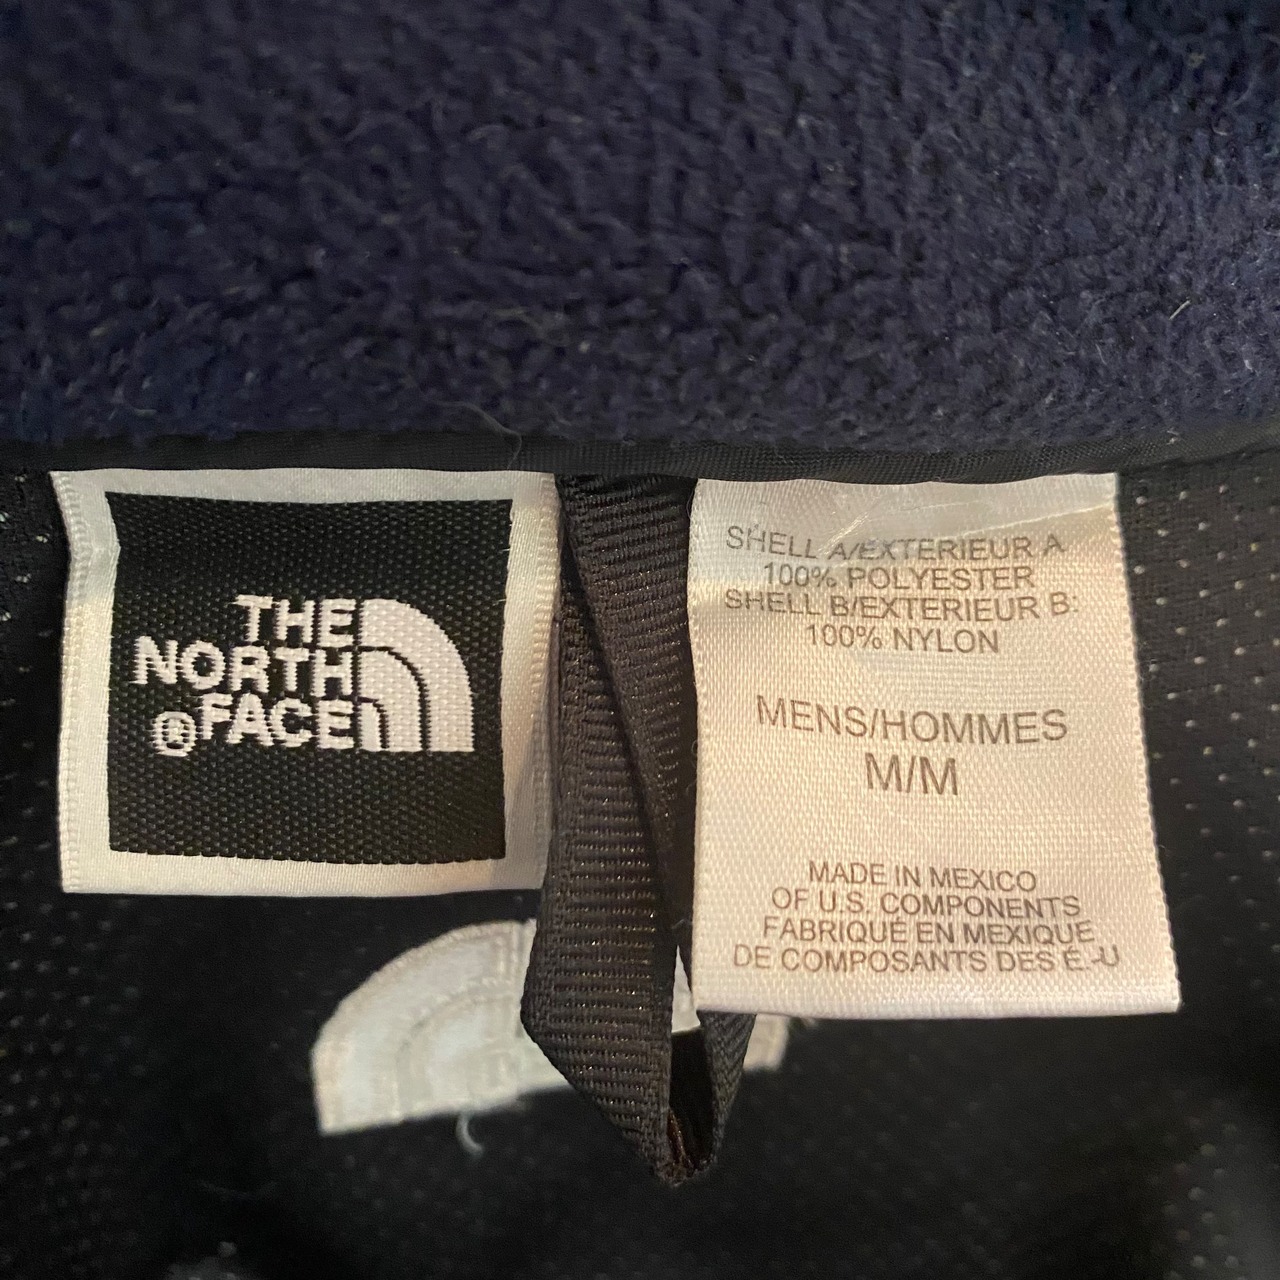 THE
NORTH
®FACE
SHELL A/EXTERIEUR A
100% POLYESTER
SHELL B/EXTERIEUR B:
100% NYLON
MENS/HOMMES
M/M
MADE IN MEXICO
OF U.S. COMPONENTS
FABRIQUÉ EN MEXIQUE
DE COMPOSANTS DES É.-U